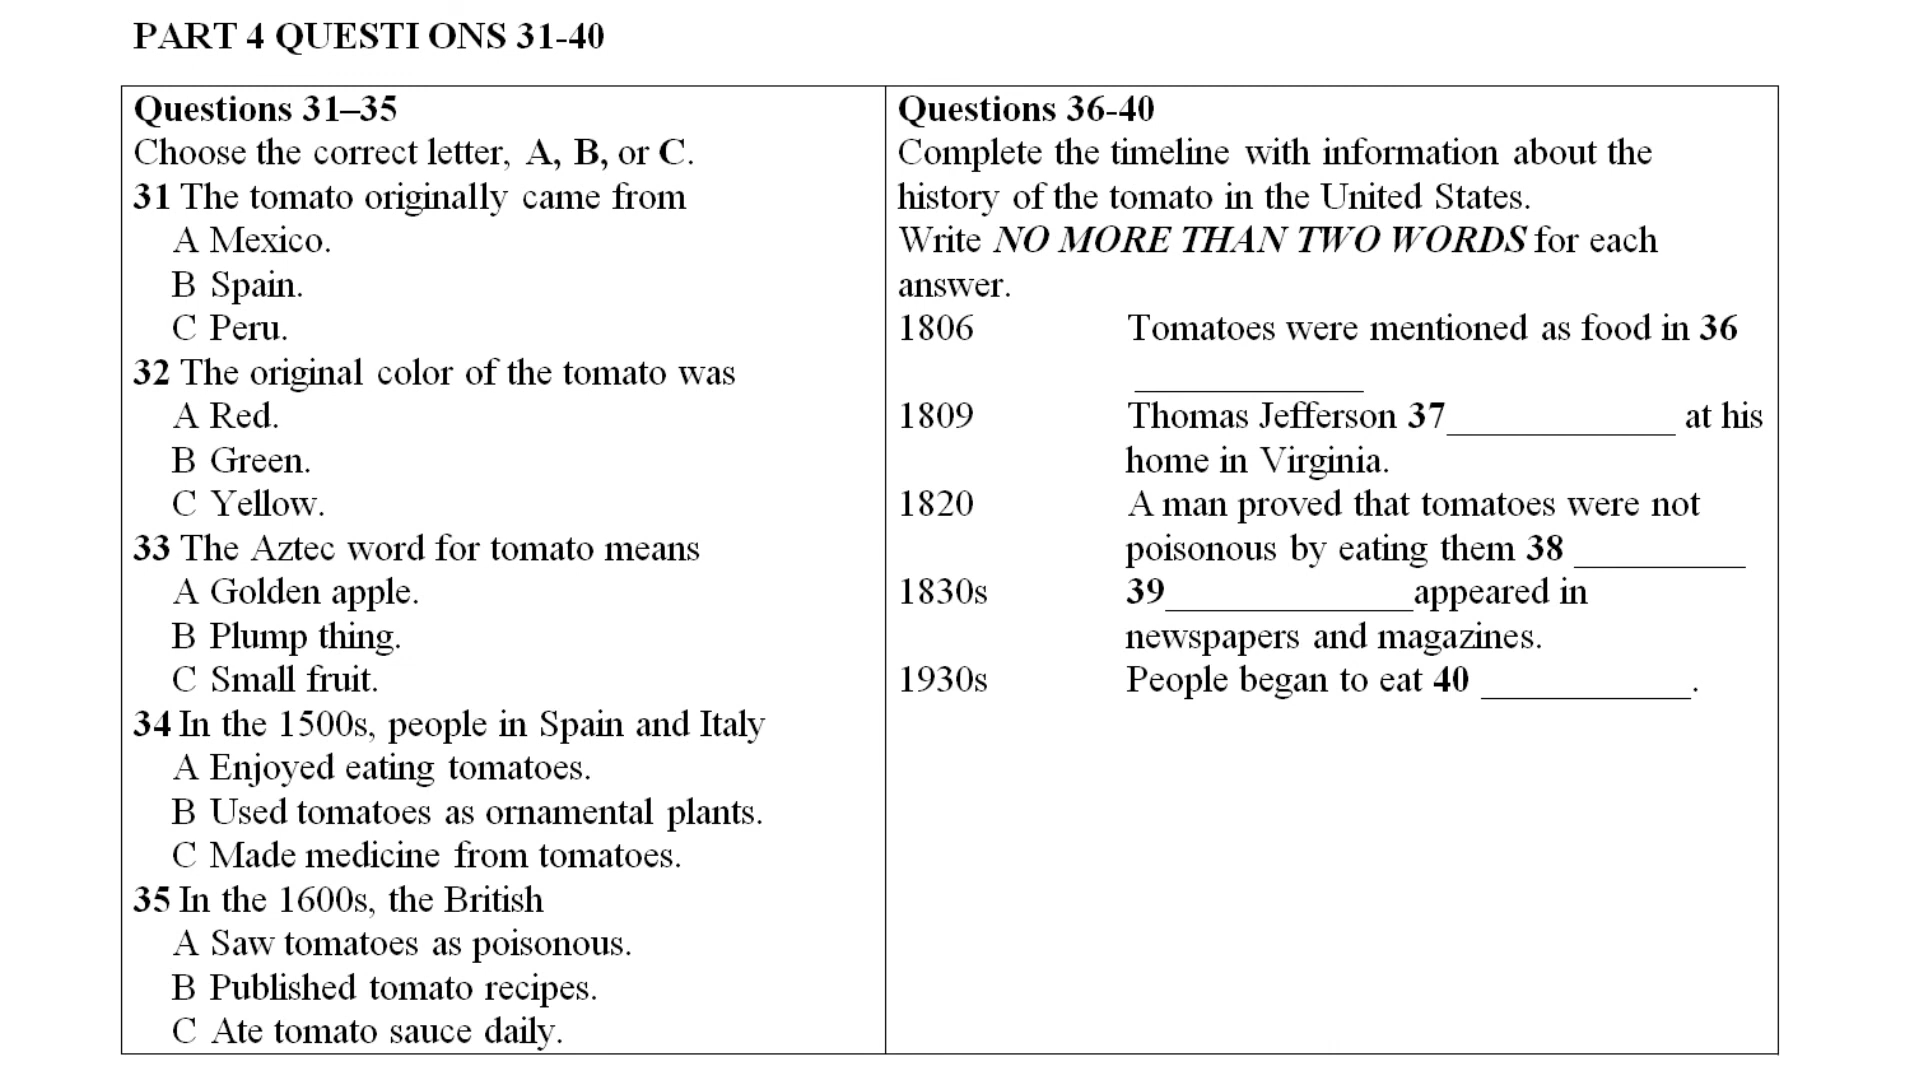 PART 4 QUESTI ONS 31-40
Questions 31–35
Choose the correct letter, A, B, or C.
31 The tomato originally came from
A Mexico.
B Spain.
C Peru.
32 The original color of the tomato was
A Red.
B Green.
C Yellow.
33 The Aztec word for tomato means
A Golden apple.
B Plump thing.
C Small fruit.
34 In the 1500s, people in Spain and Italy
A Enjoyed eating tomatoes.
B Used tomatoes as ornamental plants.
C Made medicine from tomatoes.
35 In the 1600s, the British
A Saw tomatoes as poisonous.
B Published tomato recipes.
C Ate tomato sauce daily.
Questions 36-40
Complete the timeline with information about the
history of the tomato in the United States.
Write NO MORE THAN TWO WORDS for each
answer.
1806 Tomatoes were mentioned as food in 36
____________
1809 Thomas Jefferson 37____________ at his
home in Virginia.
1820 A man proved that tomatoes were not
poisonous by eating them 38 _________
1830s 39_____________appeared in
newspapers and magazines.
1930s People began to eat 40 ___________.